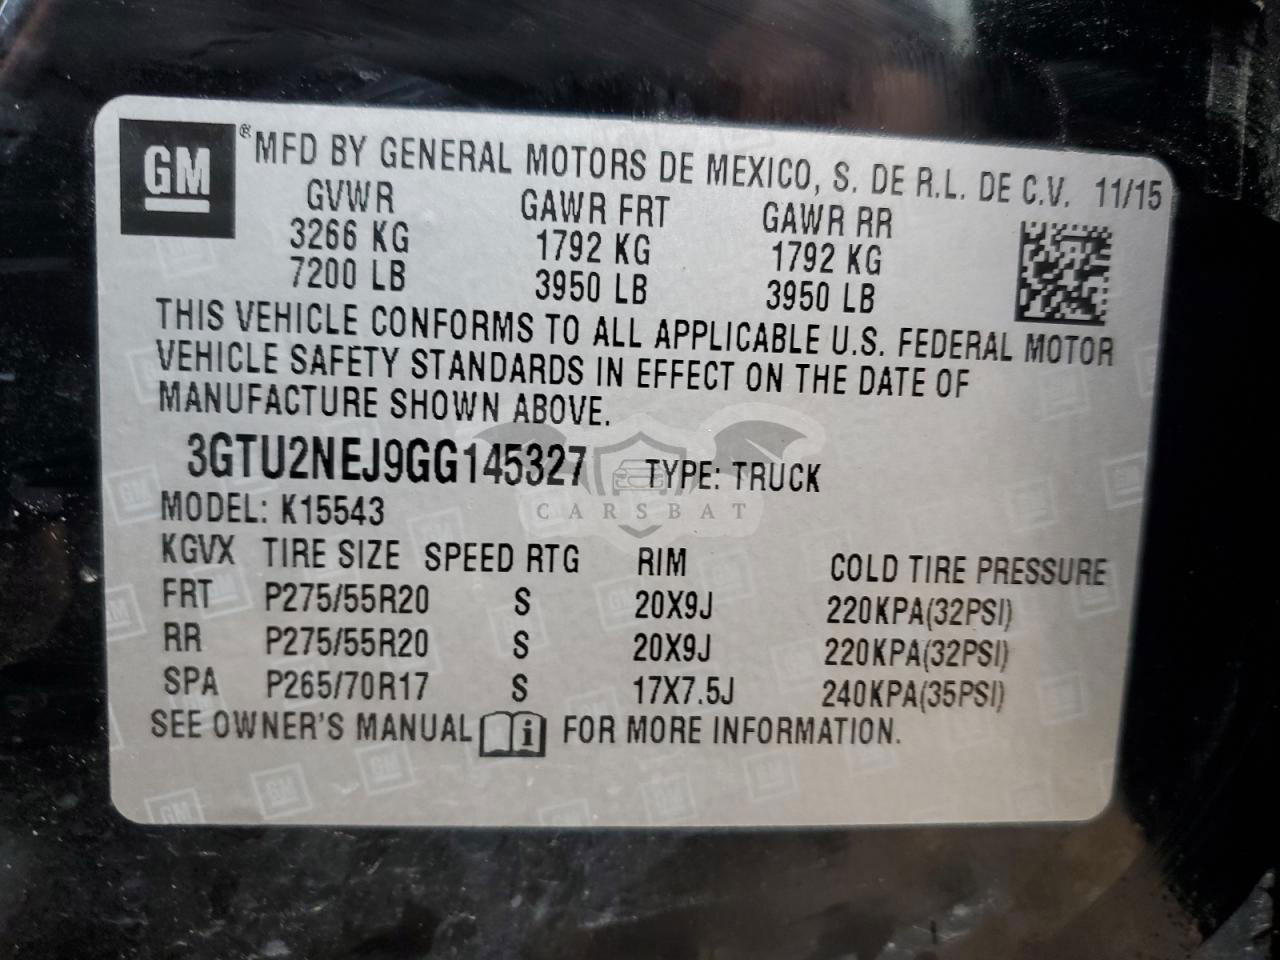 GM ® MFD BY GENERAL MOTORS DE MEXICO, S. DE R.L. DE C.V. 11/15
GVWR GAWR FRT GAWR RR
3266 KG 1792 KG 1792 KG
7200 LB 3950 LB 3950 LB
THIS VEHICLE CONFORMS TO ALL APPLICABLE U.S. FEDERAL MOTOR
VEHICLE SAFETY STANDARDS IN EFFECT ON THE DATE OF
MANUFACTURE SHOWN ABOVE.
3GTU2NEJ9GG145327 TYPE: TRUCK
CARSBAT
MODEL: K15543
KGVX TIRE SIZE SPEED RTG RIM COLD TIRE PRESSURE
FRT P275/55R20 S 20X9J 220KPA(32PSI)
RR P275/55R20 S 20X9J 220KPA(32PSI)
SPA P265/70R17 S 17X7.5J 240KPA(35PSI)
SEE OWNER'S MANUAL i FOR MORE INFORMATION.